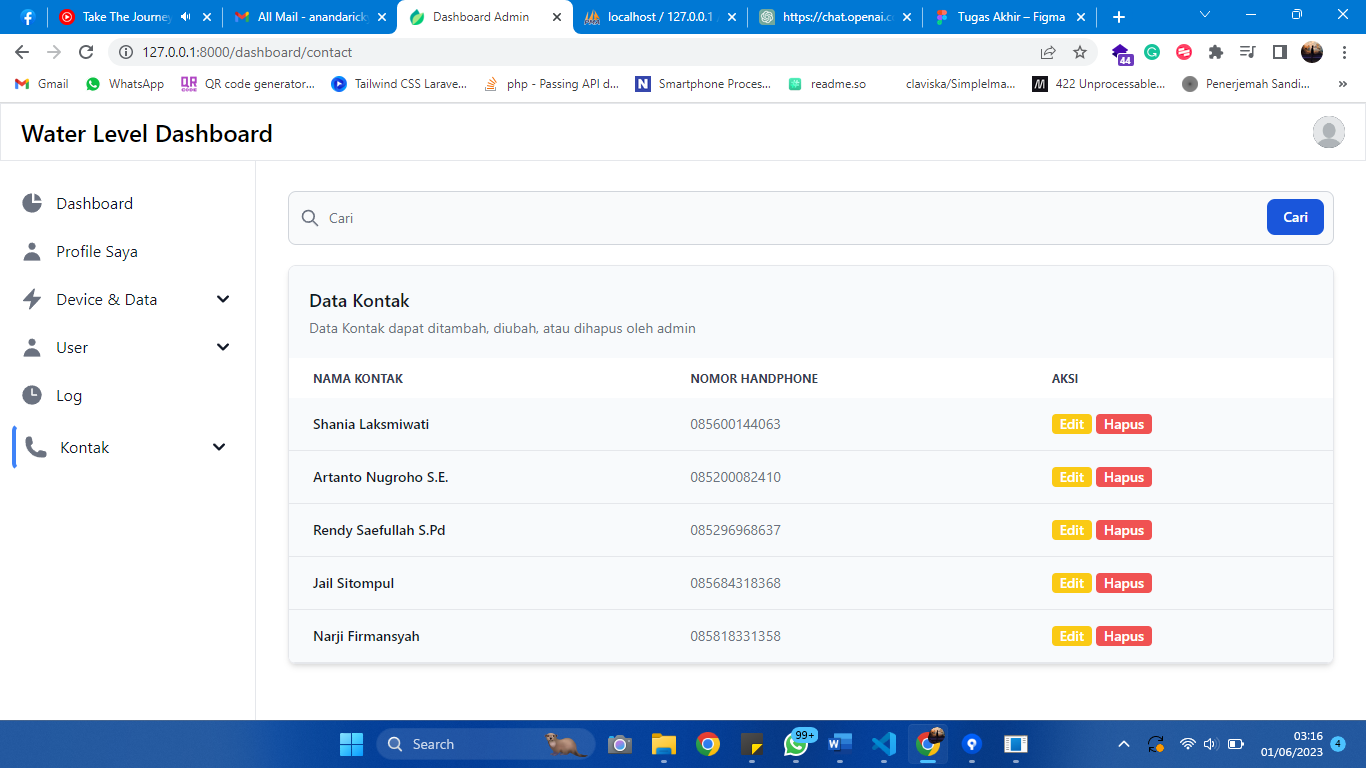 Take The Journey
All Mail - anandaricky
Dashboard Admin
localhost / 127.0.0.1
https://chat.openai.c
Tugas Akhir – Figma
127.0.0.1:8000/dashboard/contact
44
Gmail
WhatsApp
QR CODE
QR code generator...
Tailwind CSS Larave...
php - Passing API d...
N
Smartphone Proces...
readme.so
claviska/SimpleIma...
422 Unprocessable...
Penerjemah Sandi...
»
Water Level Dashboard
Dashboard
Profile Saya
Device & Data
User
Log
Kontak
Cari
Cari
Data Kontak
Data Kontak dapat ditambah, diubah, atau dihapus oleh admin
NAMA KONTAK NOMOR HANDPHONE AKSI
Shania Laksmiwati 085600144063 Edit Hapus
Artanto Nugroho S.E. 085200082410 Edit Hapus
Rendy Saefullah S.Pd 085296968637 Edit Hapus
Jail Sitompul 085684318368 Edit Hapus
Narji Firmansyah 085818331358 Edit Hapus
Search
99+
03:16
01/06/2023
4